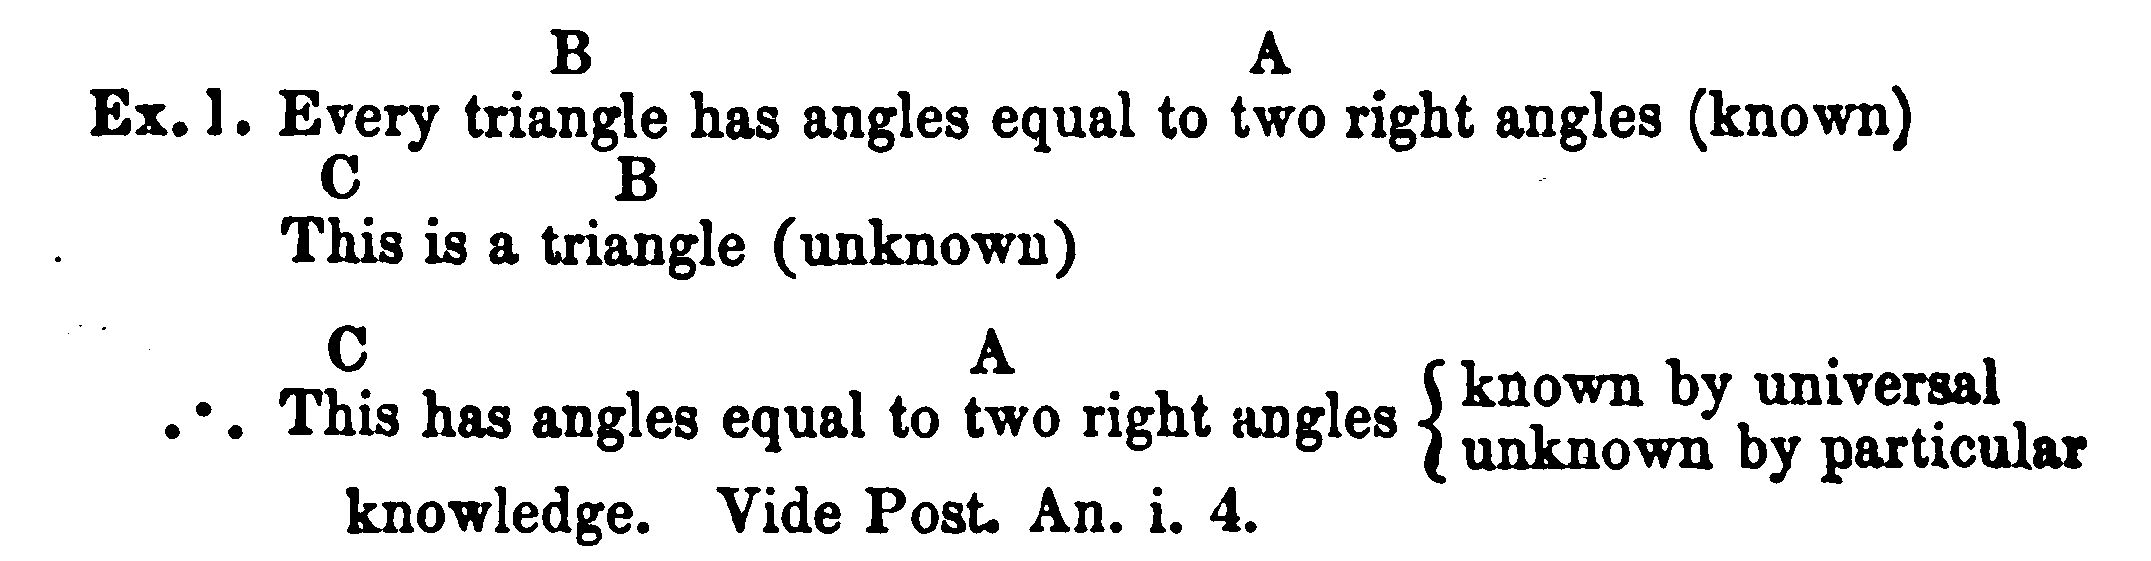 B A
Ex. 1. Every triangle has angles equal to two right angles (known)
C B
This is a triangle (unknown)
C A
∴ This has angles equal to two right angles { known by universal
unknown by particular
knowledge. Vide Post. An. i. 4.